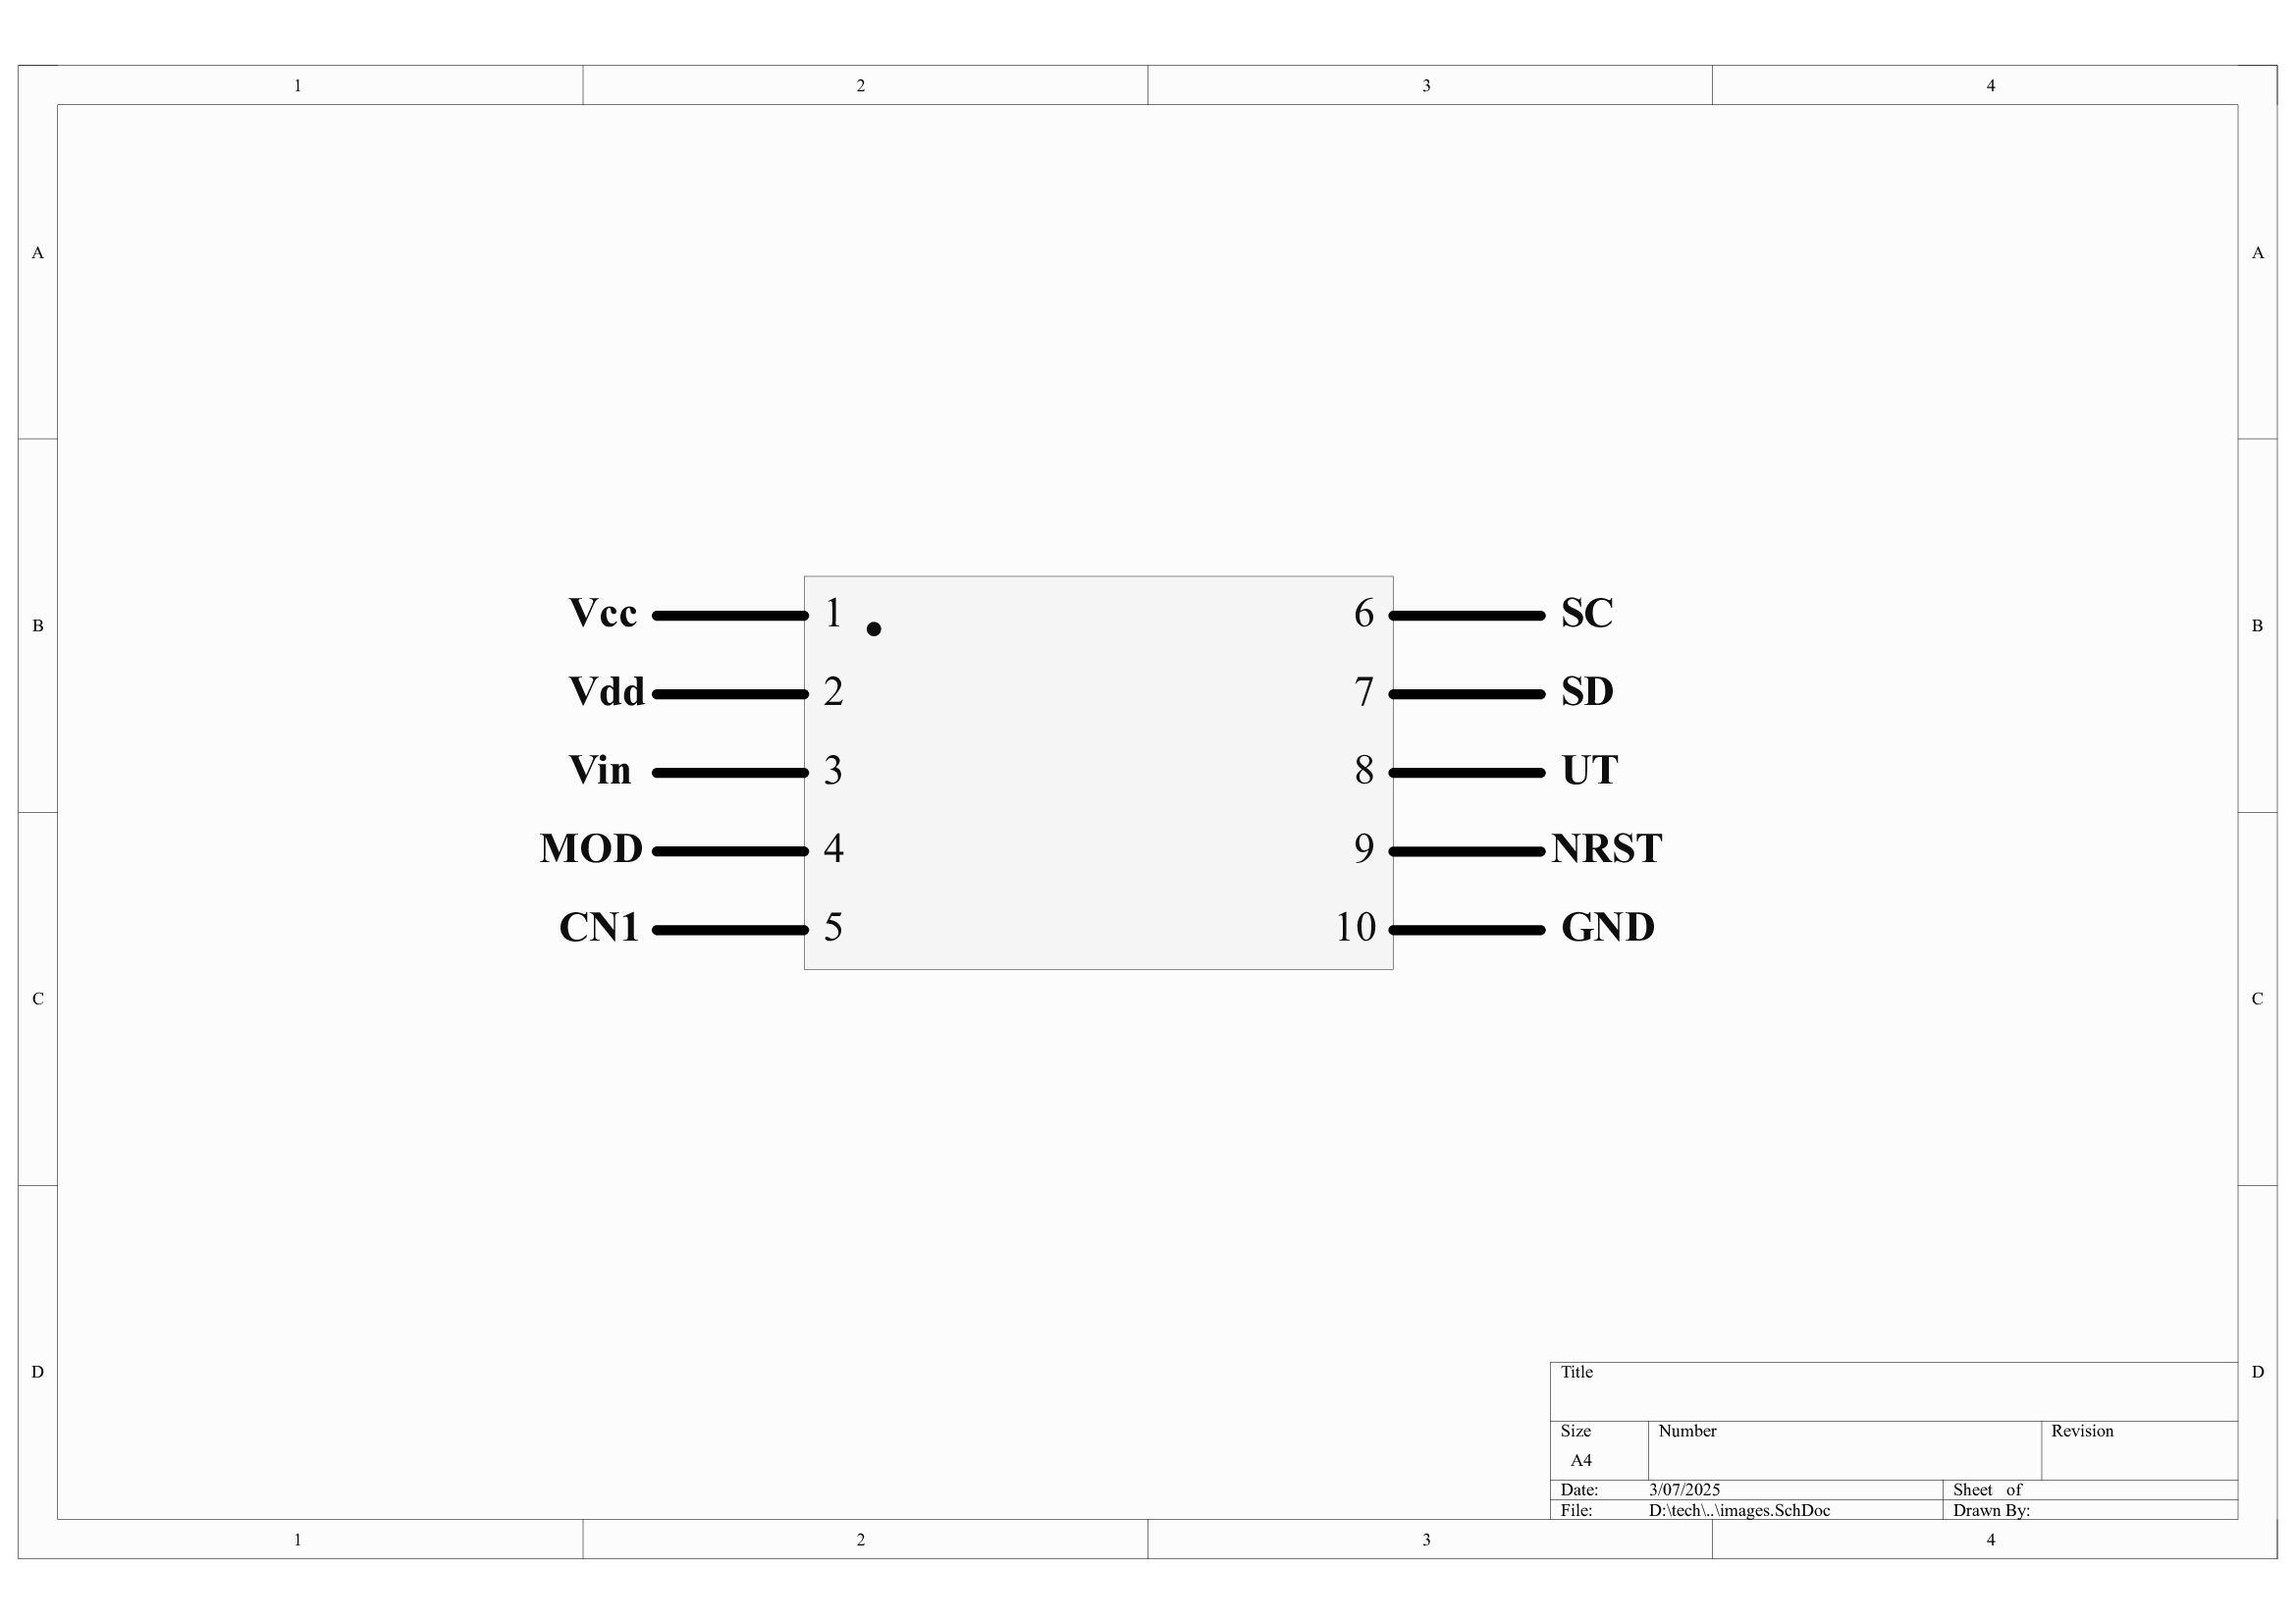 1 2 3 4
A A
Vcc 1 6 SC
B B
Vdd 2 7 SD
Vin 3 8 UT
MOD 4 9 NRST
CN1 5 10 GND
C C
Title
D D
Size Number Revision
A4
Date: 3/07/2025 Sheet of
File: D:\tech\..\images.SchDoc Drawn By:
1 2 3 4